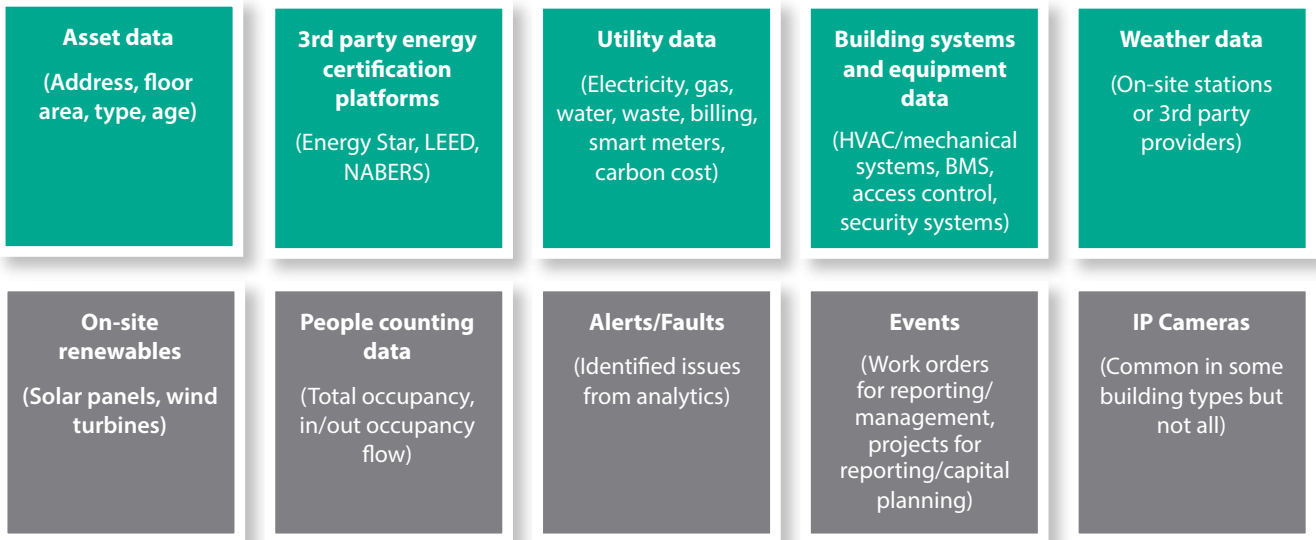 Asset data
(Address, floor
area, type, age)
3rd party energy
certification
platforms
(Energy Star, LEED,
NABERS)
Utility data
(Electricity, gas,
water, waste, billing,
smart meters,
carbon cost)
Building systems
and equipment
data
(HVAC/mechanical
systems, BMS,
access control,
security systems)
Weather data
(On-site stations
or 3rd party
providers)
On-site
renewables
(Solar panels, wind
turbines)
People counting
data
(Total occupancy,
in/out occupancy
flow)
Alerts/Faults
(Identified issues
from analytics)
Events
(Work orders
for reporting/
management,
projects for
reporting/capital
planning)
IP Cameras
(Common in some
building types but
not all)